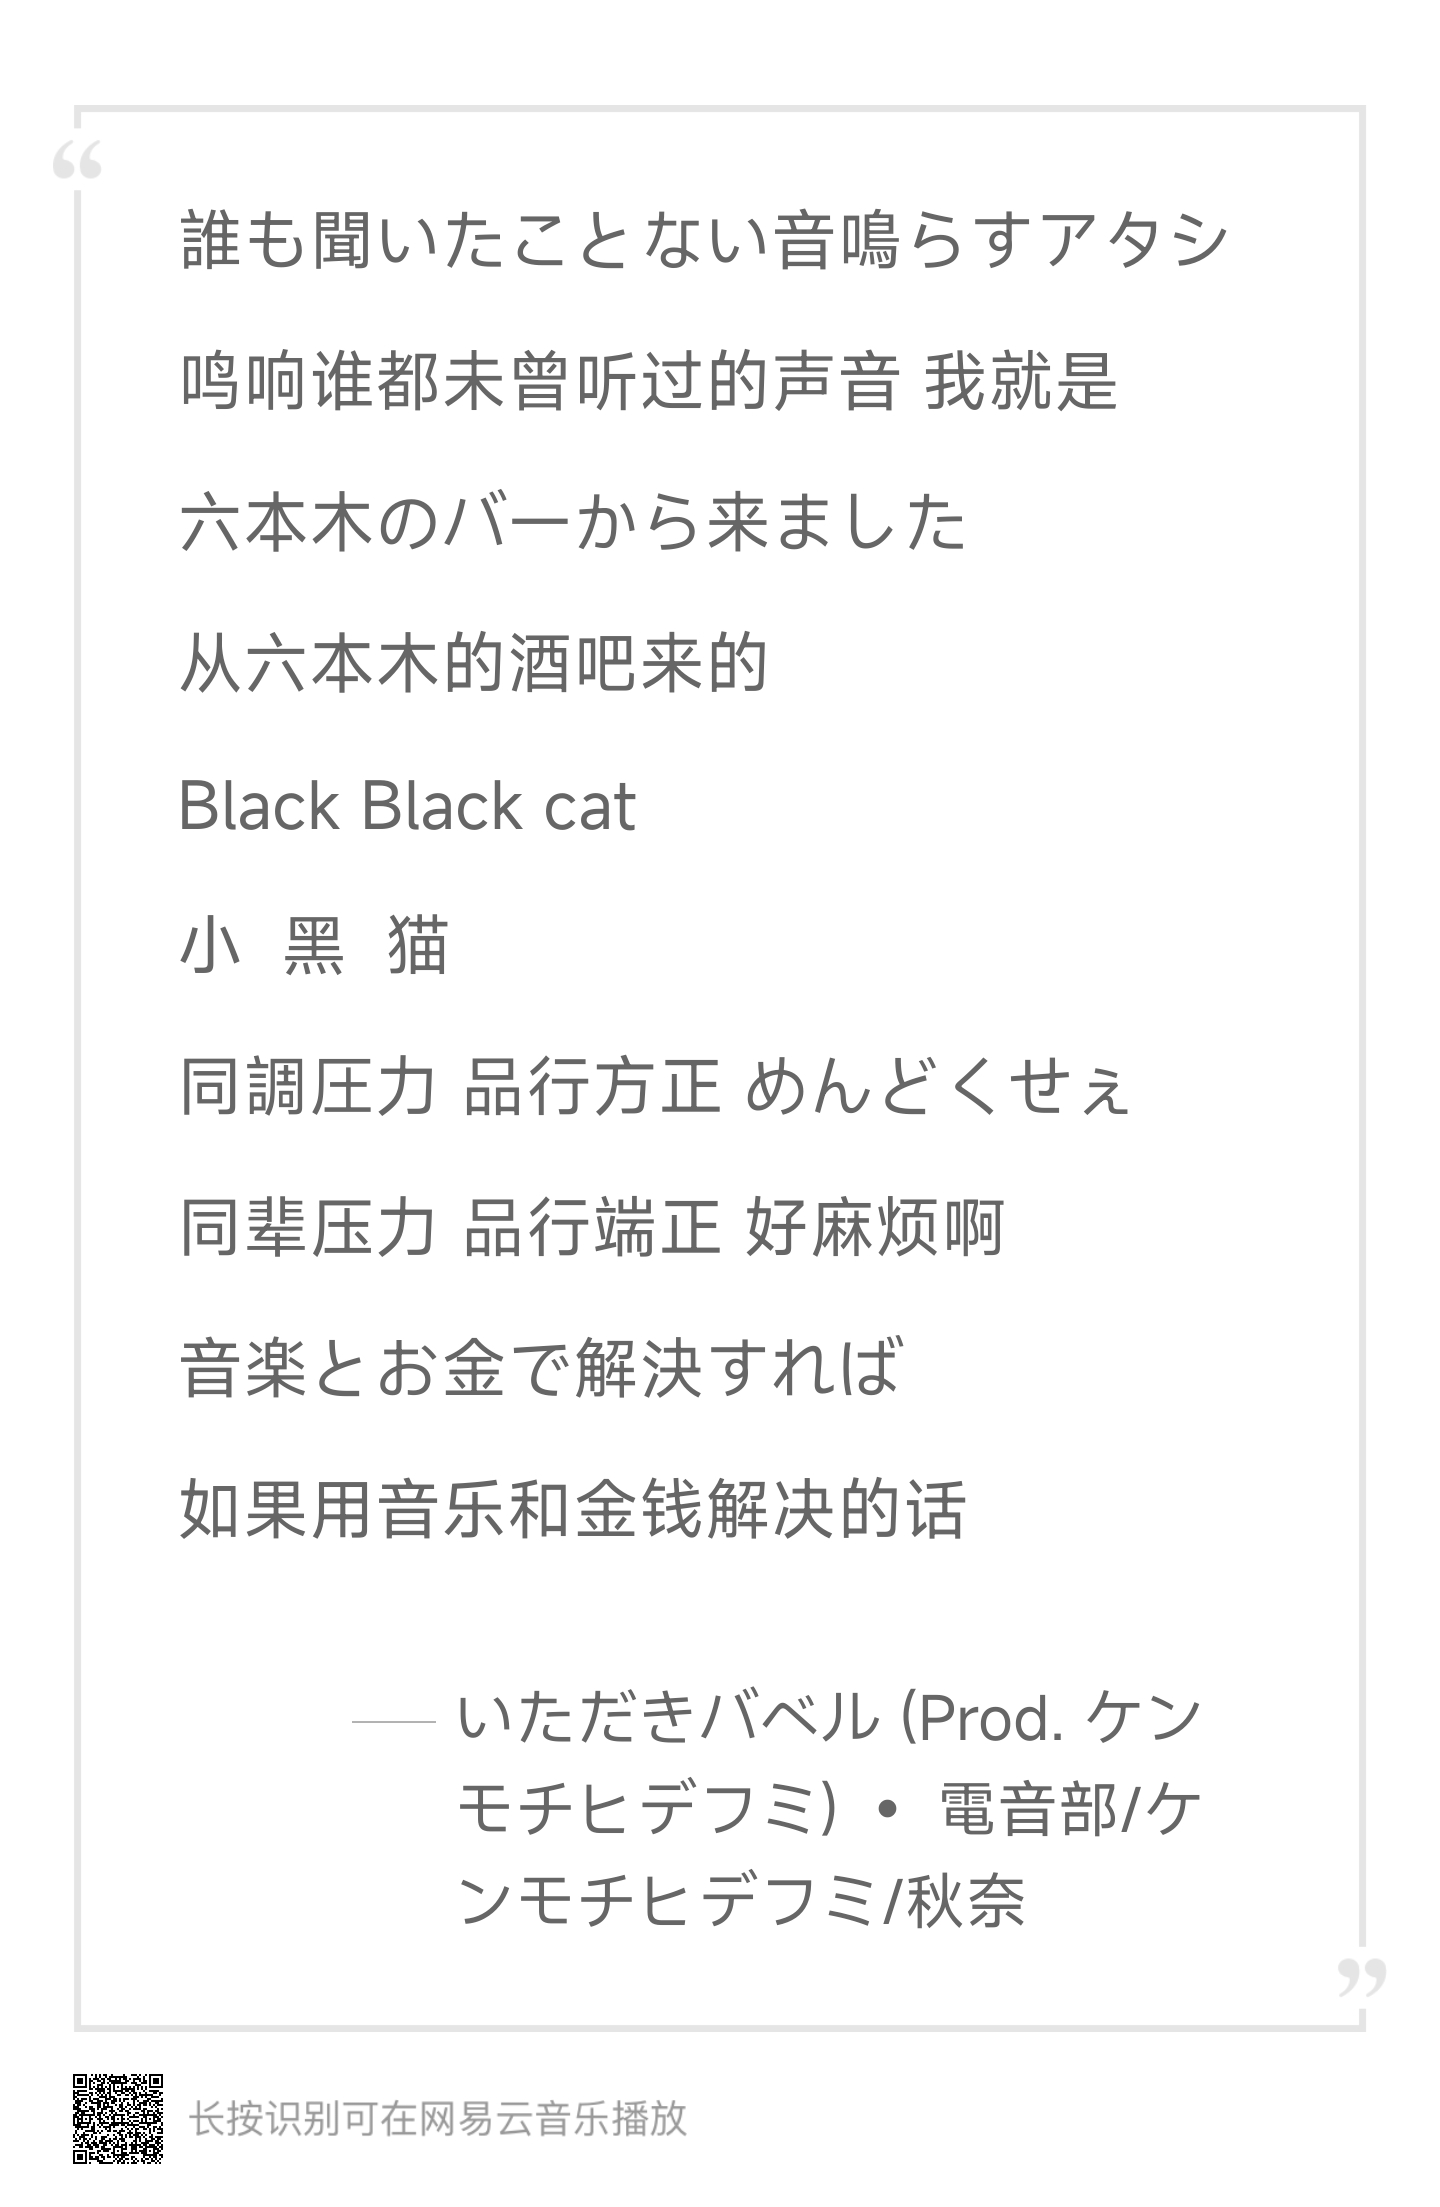 “
誰も聞いたことない音鳴らすアタシ
鸣响谁都未曾听过的声音 我就是
六本木のバーから来ました
从六本木的酒吧来的
Black Black cat
小 黑 猫
同調圧力 品行方正 めんどくせぇ
同辈压力 品行端正 好麻烦啊
音楽とお金で解決すれば
如果用音乐和金钱解决的话
—— いただきバベル (Prod. ケン
モチヒデフミ) • 電音部/ケ
ンモチヒデフミ/秋奈
”
长按识别可在网易云音乐播放